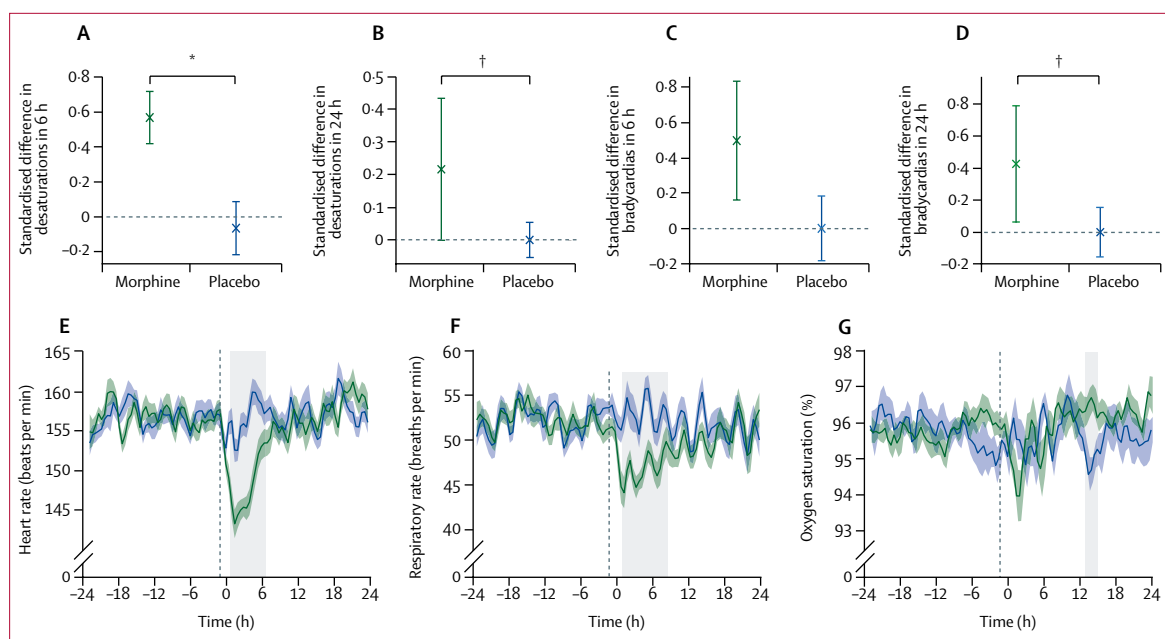 A
Standardised difference in
desaturations in 6 h
0·8
0·6
0·4
0·2
0
–0·2
*
Morphine
Placebo
B
Standardised difference in
desaturations in 24 h
0·5
0·4
0·3
0·2
0·1
0
†
Morphine
Placebo
C
Standardised difference in
bradycardias in 6 h
0·8
0·6
0·4
0·2
0
–0·2
Morphine
Placebo
D
Standardised difference in
bradycardias in 24 h
0·8
0·6
0·4
0·2
0
–0·2
†
Morphine
Placebo
E
Heart rate (beats per min)
165
160
155
150
145
0
–24 –18 –12 –6 0 6 12 18 24
Time (h)
F
Respiratory rate (breaths per min)
60
55
50
45
40
0
–24 –18 –12 –6 0 6 12 18 24
Time (h)
G
Oxygen saturation (%)
98
97
96
95
94
93
0
–24 –18 –12 –6 0 6 12 18 24
Time (h)